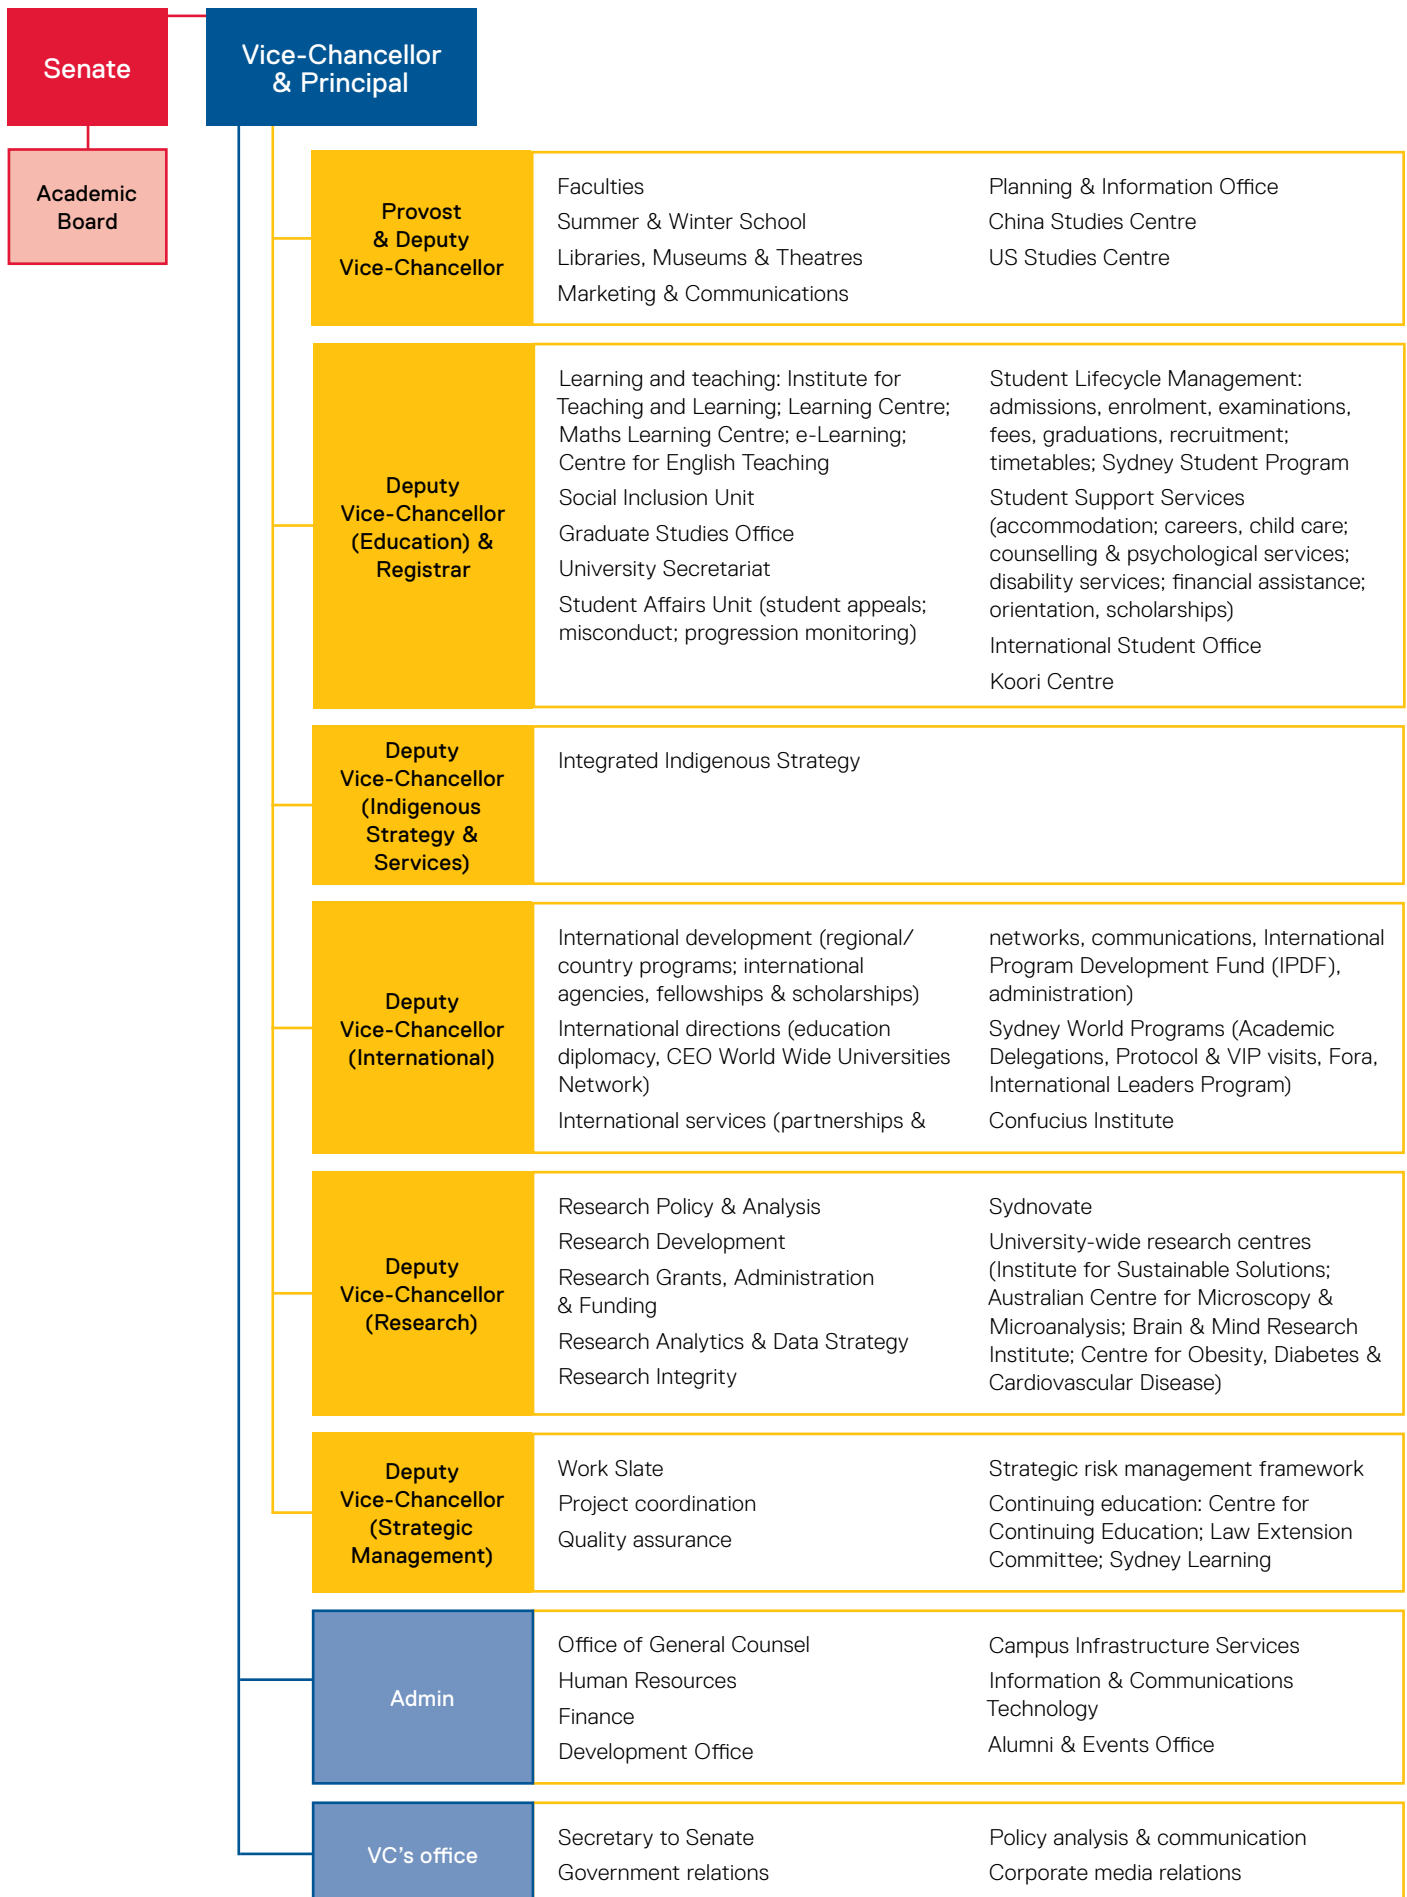 Senate
Vice-Chancellor
& Principal
Academic
Board
Provost
& Deputy
Vice-Chancellor
Faculties
Summer & Winter School
Libraries, Museums & Theatres
Marketing & Communications
Planning & Information Office
China Studies Centre
US Studies Centre
Deputy
Vice-Chancellor
(Education) &
Registrar
Learning and teaching: Institute for
Teaching and Learning; Learning Centre;
Maths Learning Centre; e-Learning;
Centre for English Teaching
Social Inclusion Unit
Graduate Studies Office
University Secretariat
Student Affairs Unit (student appeals;
misconduct; progression monitoring)
Student Lifecycle Management:
admissions, enrolment, examinations,
fees, graduations, recruitment;
timetables; Sydney Student Program
Student Support Services
(accommodation; careers, child care;
counselling & psychological services;
disability services; financial assistance;
orientation, scholarships)
International Student Office
Koori Centre
Deputy
Vice-Chancellor
(Indigenous
Strategy &
Services)
Integrated Indigenous Strategy
Deputy
Vice-Chancellor
(International)
International development (regional/
country programs; international
agencies, fellowships & scholarships)
International directions (education
diplomacy, CEO World Wide Universities
Network)
International services (partnerships &
networks, communications, International
Program Development Fund (IPDF),
administration)
Sydney World Programs (Academic
Delegations, Protocol & VIP visits, Fora,
International Leaders Program)
Confucius Institute
Deputy
Vice-Chancellor
(Research)
Research Policy & Analysis
Research Development
Research Grants, Administration
& Funding
Research Analytics & Data Strategy
Research Integrity
Sydnovate
University-wide research centres
(Institute for Sustainable Solutions;
Australian Centre for Microscopy &
Microanalysis; Brain & Mind Research
Institute; Centre for Obesity, Diabetes &
Cardiovascular Disease)
Deputy
Vice-Chancellor
(Strategic
Management)
Work Slate
Project coordination
Quality assurance
Strategic risk management framework
Continuing education: Centre for
Continuing Education; Law Extension
Committee; Sydney Learning
Admin
Office of General Counsel
Human Resources
Finance
Development Office
Campus Infrastructure Services
Information & Communications
Technology
Alumni & Events Office
VC's office
Secretary to Senate
Government relations
Policy analysis & communication
Corporate media relations